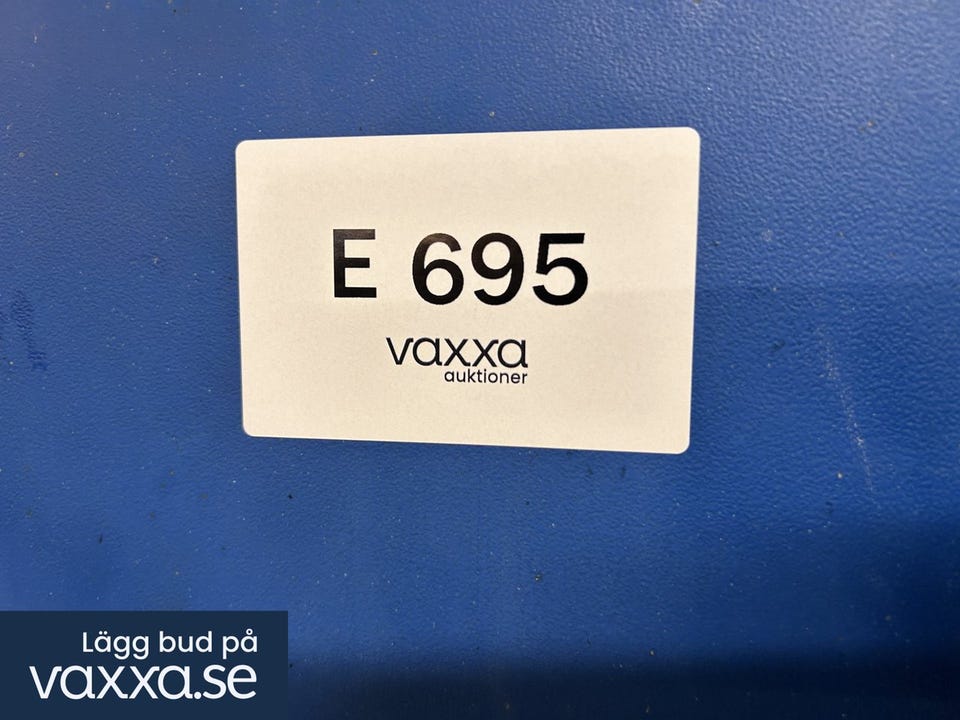 E 695
vaxxa
auktioner
Lägg bud på
vaxxa.se